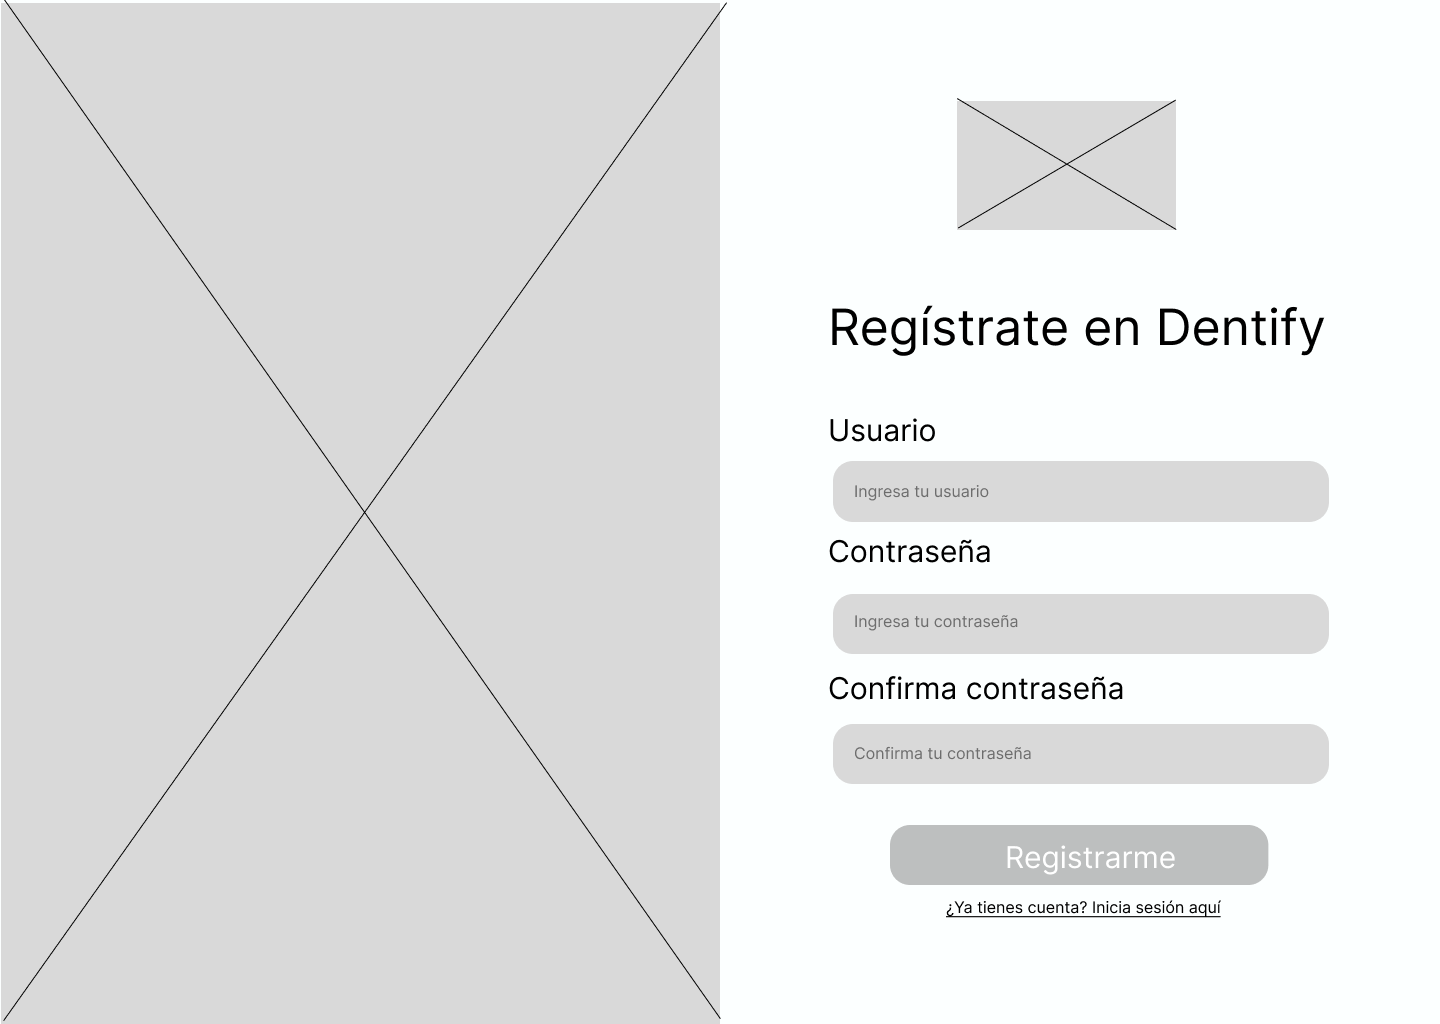 Regístrate en Dentify
Usuario
Ingresa tu usuario
Contraseña
Ingresa tu contraseña
Confirma contraseña
Confirma tu contraseña
Registrarme
¿Ya tienes cuenta? Inicia sesión aquí